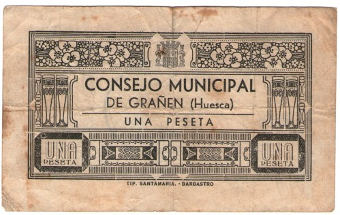 CONSEJO MUNICIPAL
DE GRAÑEN (Huesca)
UNA PESETA
UNA PESETA
UNA PESETA
TIP. SANTAMARIA. - BARBASTRO